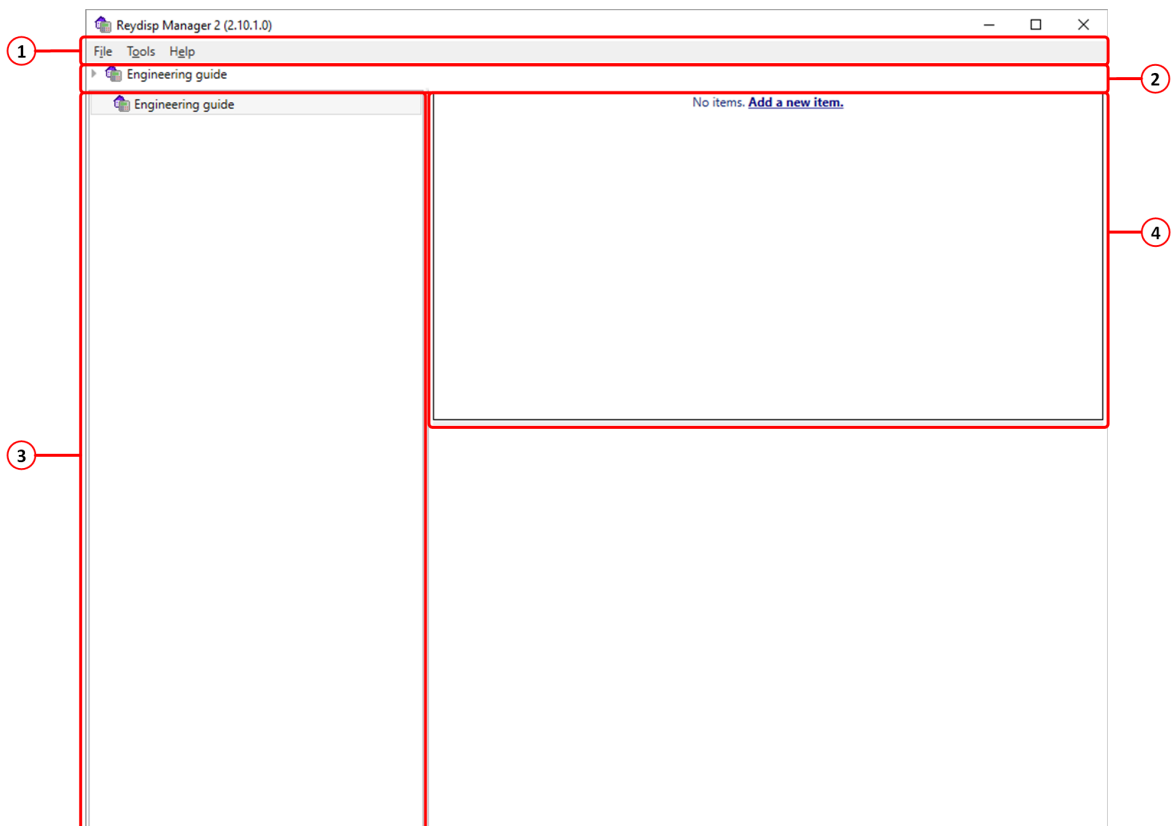 Reydisp Manager 2 (2.10.1.0)
1
File Tools Help
Engineering guide
2
Engineering guide
No items. Add a new item.
4
3